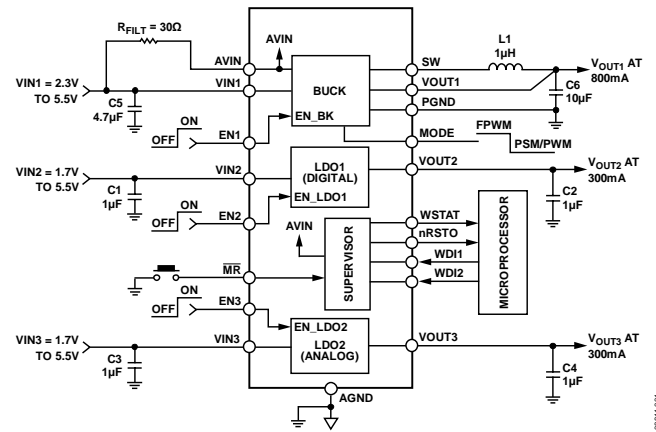 RFILT = 30Ω
AVIN
AVIN
VIN1 = 2.3V
TO 5.5V
VIN1
C5
4.7µF
BUCK
EN_BK
SW
L1
1µH
VOUT1
PGND
VOUT1 AT
800mA
C6
10µF
ON
OFF
EN1
MODE
FPWM
PSM/PWM
VIN2 = 1.7V
TO 5.5V
VIN2
C1
1µF
LDO1
(DIGITAL)
EN_LDO1
VOUT2
VOUT2 AT
300mA
C2
1µF
ON
OFF
EN2
AVIN
SUPERVISOR
WSTAT
nRSTO
WDI1
WDI2
MICROPROCESSOR
MR
ON
OFF
EN3
EN_LDO2
LDO2
(ANALOG)
VIN3 = 1.7V
TO 5.5V
VIN3
C3
1µF
VOUT3
VOUT3 AT
300mA
C4
1µF
AGND